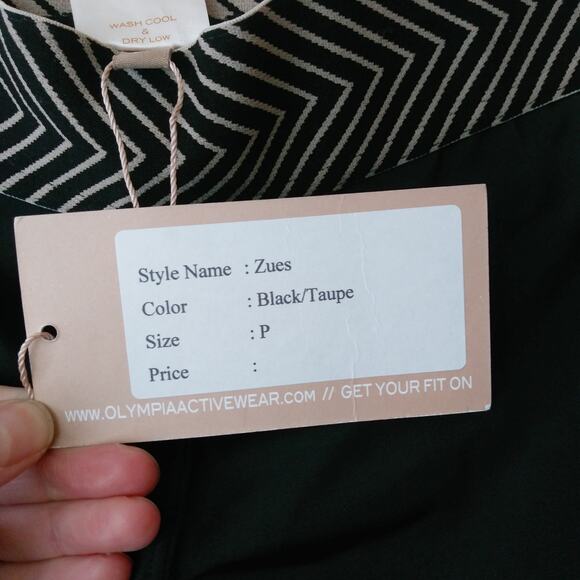 WASH COOL
&
DRY LOW
Style Name : Zues
Color : Black/Taupe
Size : P
Price :
WWW.OLYMPIAACTIVEWEAR.COM // GET YOUR FIT ON